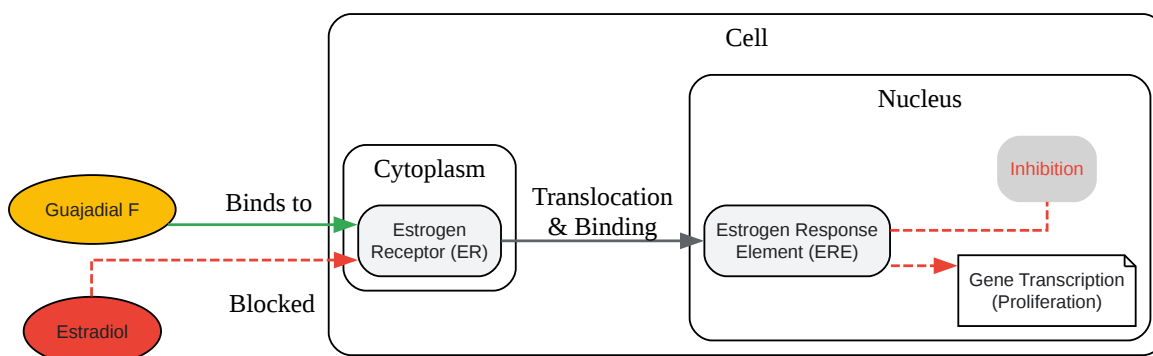 Cell
Nucleus
Cytoplasm
Inhibition
Guajadial F
Binds to
Translocation
& Binding
Estrogen
Receptor (ER)
Estrogen Response
Element (ERE)
Gene Transcription
(Proliferation)
Blocked
Estradiol